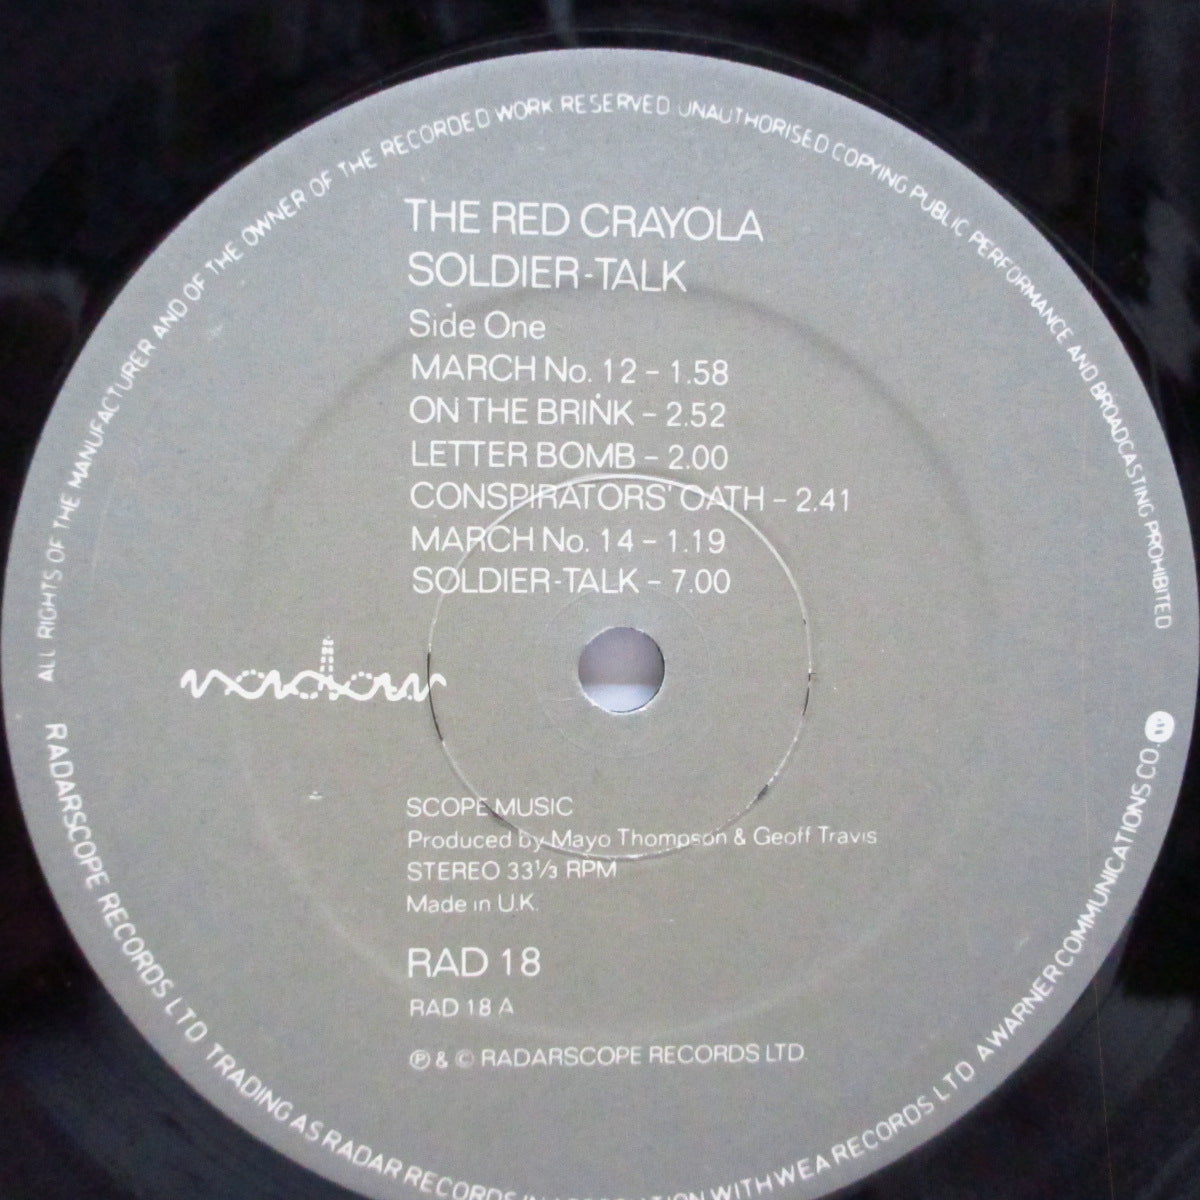 ALL RIGHTS OF THE MANUFACTURER AND OF THE OWNER OF THE RECORDED WORK RESERVED UNAUTHORISED COPYING PUBLIC PERFORMANCE AND BROADCASTING PROHIBITED
THE RED CRAYOLA
SOLDIER-TALK
Side One
MARCH No. 12 – 1.58
ON THE BRINK – 2.52
LETTER BOMB – 2.00
CONSPIRATORS' OATH – 2.41
MARCH No. 14 – 1.19
SOLDIER-TALK – 7.00
radar
SCOPE MUSIC
Produced by Mayo Thompson & Geoff Travis
STEREO 33⅓ RPM
Made in U.K.
RAD 18
RAD 18 A
℗ & © RADARSCOPE RECORDS LTD.
RADARSCOPE RECORDS LTD TRADING AS RADAR RECORDS IN ASSOCIATION WITH WEA RECORDS LTD A WARNER COMMUNICATIONS CO.